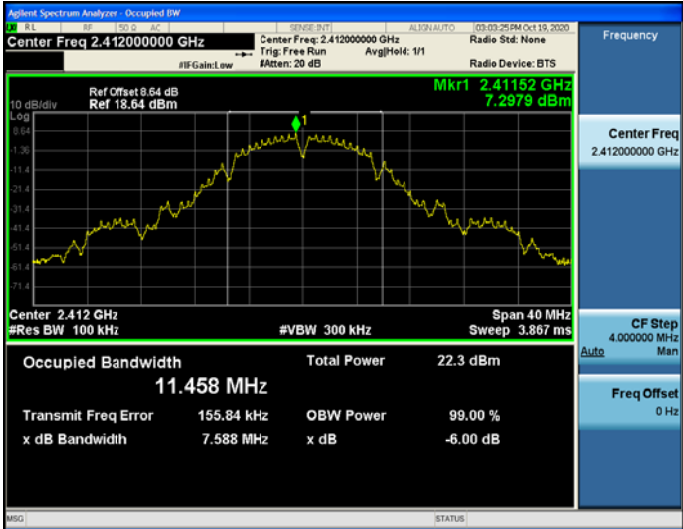 Agilent Spectrum Analyzer - Occupied BW
RL RF 50 Ω AC SENSE:INT ALIGN AUTO 03:03:25 PM Oct 19, 2020
Center Freq 2.412000000 GHz
Center Freq: 2.412000000 GHz
Radio Std: None
Trig: Free Run Avg|Hold: 1/1
#IFGain:Low
#Atten: 20 dB
Radio Device: BTS
Frequency
Ref Offset 8.64 dB
Ref 18.64 dBm
10 dB/div
Log
Mkr1 2.41152 GHz
7.2979 dBm
1
8.64
-1.36
-11.4
-21.4
-31.4
-41.4
-51.4
-61.4
-71.4
Center Freq
2.412000000 GHz
Center 2.412 GHz
Span 40 MHz
#Res BW 100 kHz
#VBW 300 kHz
Sweep 3.867 ms
CF Step
4.000000 MHz
Auto Man
Occupied Bandwidth
Total Power 22.3 dBm
11.458 MHz
Transmit Freq Error 155.84 kHz
OBW Power 99.00 %
x dB Bandwidth 7.588 MHz
x dB -6.00 dB
Freq Offset
0 Hz
MSG
STATUS